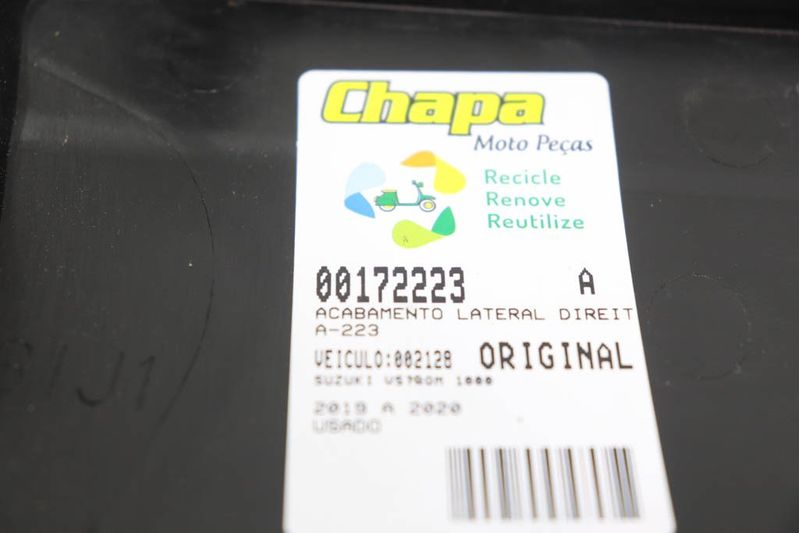 Chapa
Moto Peças
Recicle
Renove
Reutilize
00172223 A
ACABAMENTO LATERAL DIREIT
A-223
VEICULO:002128 ORIGINAL
SUZUKI 1000
2019 A 2020
USADO